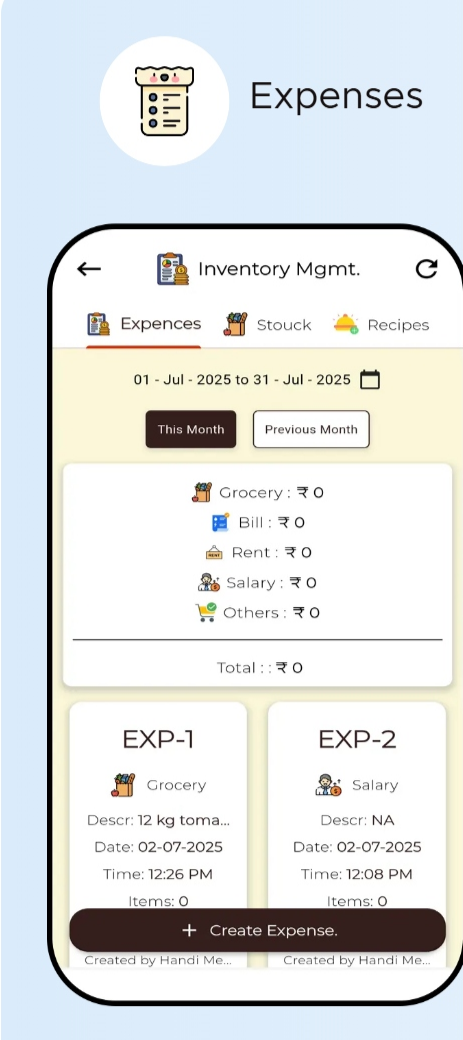 Expenses
Inventory Mgmt.
Expences Stouck Recipes
01 - Jul - 2025 to 31 - Jul - 2025
This Month Previous Month
Grocery : ₹ 0
Bill : ₹ 0
RENT Rent : ₹ 0
Salary : ₹ 0
Others : ₹ 0
Total : : ₹ 0
EXP-1 EXP-2
Grocery Salary
Descr: 12 kg toma... Descr: NA
Date: 02-07-2025 Date: 02-07-2025
Time: 12:26 PM Time: 12:08 PM
Items: 0 Items: 0
+ Create Expense.
Created by Handi Me... Created by Handi Me...